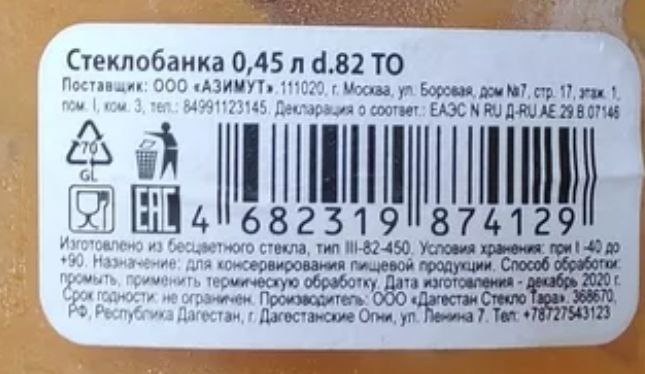 Стеклобанка 0,45 л d.82 ТО
Поставщик: ООО «АЗИМУТ». 111020, г. Москва, ул. Боровая, дом №7, стр. 17, этаж 1,
пом. I, ком. 3, тел.: 84991123145. Декларация о соответ.: ЕАЭС N RU Д-RU.АЕ.29.В.07146
70
GL
EAC
4 682319 874129
Изготовлено из бесцветного стекла, тип III-82-450. Условия хранения: при t -40 до
+90. Назначение: для консервирования пищевой продукции. Способ обработки:
промыть, применить термическую обработку. Дата изготовления - декабрь 2020 г.
Срок годности: не ограничен. Производитель: ООО «Дагестан Стекло Тара». 368670,
РФ, Республика Дагестан, г. Дагестанские Огни, ул. Ленина 7. Тел: +78727543123